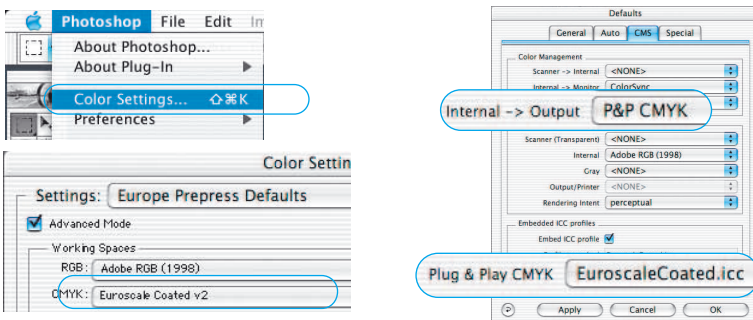 Photoshop File Edit
About Photoshop...
About Plug-In
Color Settings... ⇧⌘K
Preferences
Color Settin
Settings: Europe Prepress Defaults
Advanced Mode
Working Spaces
RGB: Adobe RGB (1998)
CMYK: Euroscale Coated v2
Defaults
General Auto CMS Special
Color Management
Scanner -> Internal <NONE>
Internal -> Monitor ColorSync
Internal -> Output P&P CMYK
Scanner (Transparent) <NONE>
Internal Adobe RGB (1998)
Gray <NONE>
Output/Printer <NONE>
Rendering Intent perceptual
Embedded ICC profiles
Embed ICC profile
Plug & Play CMYK EuroscaleCoated.icc
Apply Cancel OK